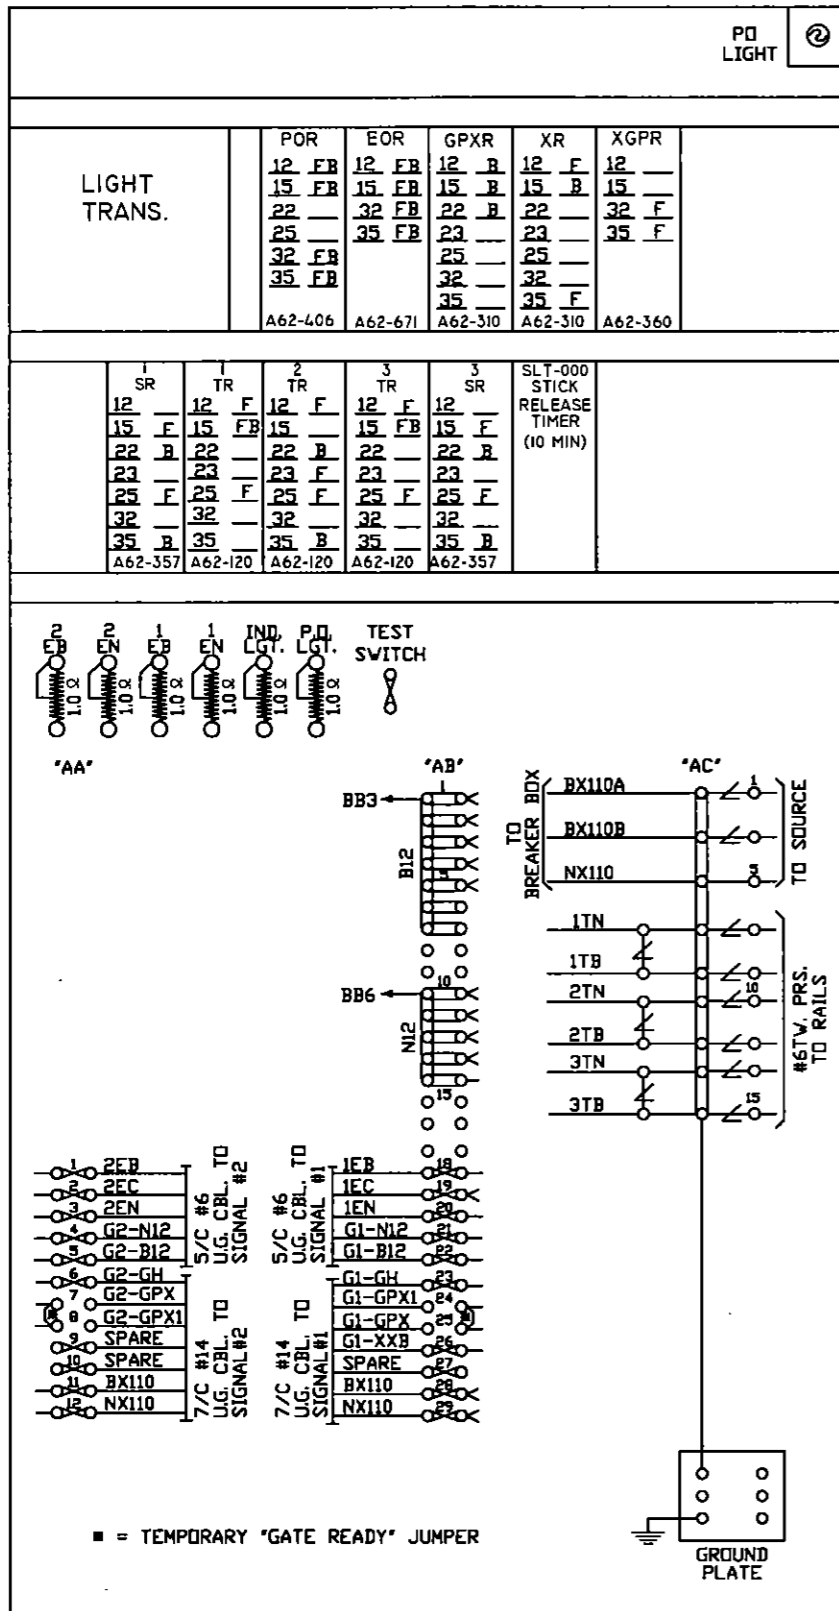 PO
LIGHT
LIGHT
TRANS.
POR
12 FB
15 FB
22
25
32 FB
35 FB
A62-406
EOR
12 FB
15 FB
32 FB
35 FB
A62-671
GPXR
12 B
15 B
22 B
23
25
32
35
A62-310
XR
12 F
15 B
22
23
25
32
35 F
A62-310
XGPR
12
15
32 F
35 F
A62-360
1
SR
12
15 F
22 B
23
25 F
32
35 B
A62-357
1
TR
12 F
15 FB
22
23
25 F
32
35
A62-120
2
TR
12 F
15
22 B
23 F
25 F
32
35 B
A62-120
3
TR
12 F
15 FB
22
23
25 F
32
35
A62-120
3
SR
12
15 F
22 B
23
25 F
32
35 B
A62-357
SLT-000
STICK
RELEASE
TIMER
(10 MIN)
2
EB
1.0 Ω
2
EN
1.0 Ω
1
EB
1.0 Ω
1
EN
1.0 Ω
IND.
LGT.
1.0 Ω
P.O.
LGT.
1.0 Ω
TEST
SWITCH
"AA"
"AB"
"AC"
BB3
1
B12
5
10
BB6
N12
15
TO
BREAKER BOX
BX110A
1
BX110B
NX110
5
TO SOURCE
1TN
1TB
2TN
10
2TB
3TN
3TB
15
#6TW. PRS.
TO RAILS
1 2EB
2 2EC
3 2EN
4 G2-N12
5 G2-B12
6 G2-GH
7 G2-GPX
8 G2-GPX1
9 SPARE
10 SPARE
11 BX110
12 NX110
5/C #6
U.G. CBL. TO
SIGNAL #2
7/C #14
U.G. CBL. TO
SIGNAL#2
5/C #6
U.G. CBL. TO
SIGNAL #1
7/C #14
U.G. CBL. TO
SIGNAL#1
1EB 18
1EC 19
1EN 20
G1-N12 21
G1-B12 22
G1-GH 23
G1-GPX1 24
G1-GPX 25
G1-XXB 26
SPARE 27
BX110 28
NX110 29
■ = TEMPORARY "GATE READY" JUMPER
GROUND
PLATE